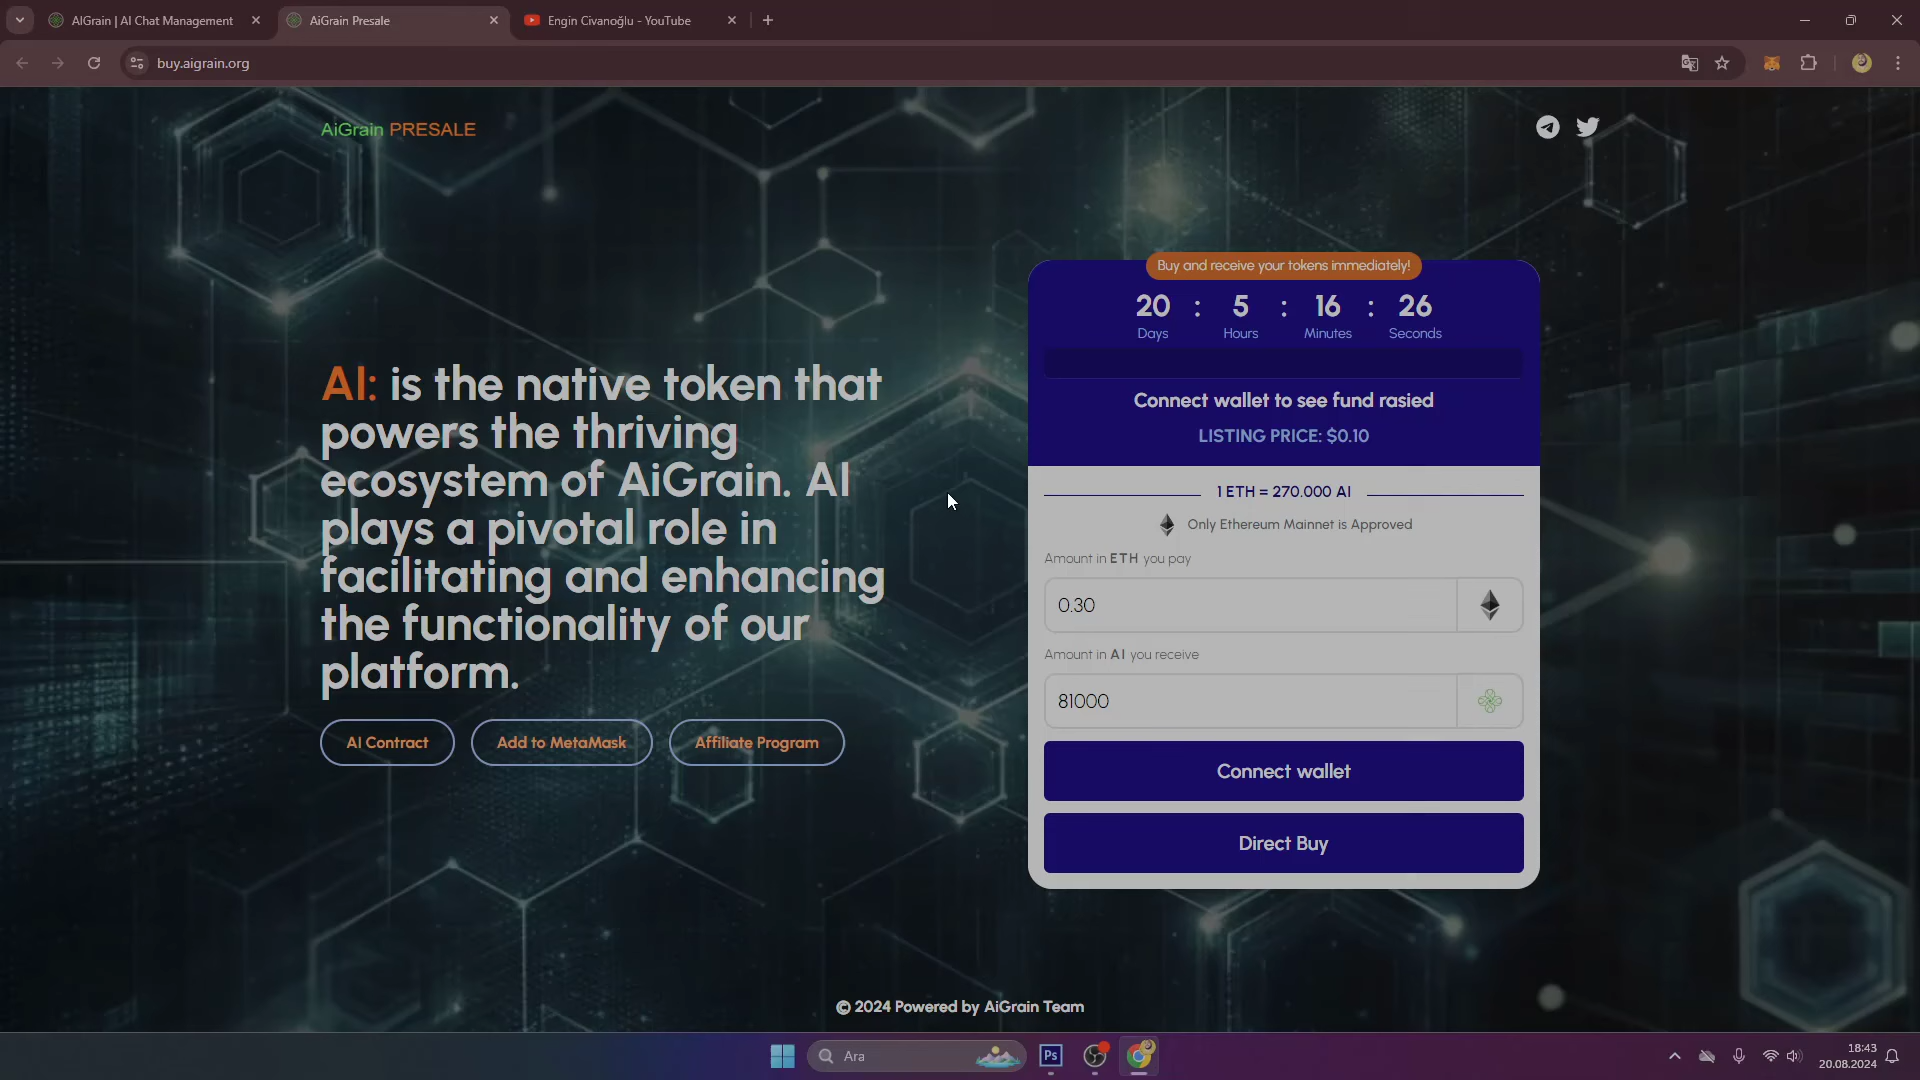 AIGrain | AI Chat Management
AiGrain Presale
Engin Civanoğlu - YouTube
buy.aigrain.org
AiGrain PRESALE
Buy and receive your tokens immediately!
20 : 5 : 16 : 26
Days Hours Minutes Seconds
Connect wallet to see fund rasied
LISTING PRICE: $0.10
AI: is the native token that
powers the thriving
ecosystem of AiGrain. AI
plays a pivotal role in
facilitating and enhancing
the functionality of our
platform.
AI Contract
Add to MetaMask
Affiliate Program
1 ETH = 270.000 AI
Only Ethereum Mainnet is Approved
Amount in ETH you pay
0.30
Amount in AI you receive
81000
Connect wallet
Direct Buy
© 2024 Powered by AiGrain Team
Ara
Ps
18:43
20.08.2024